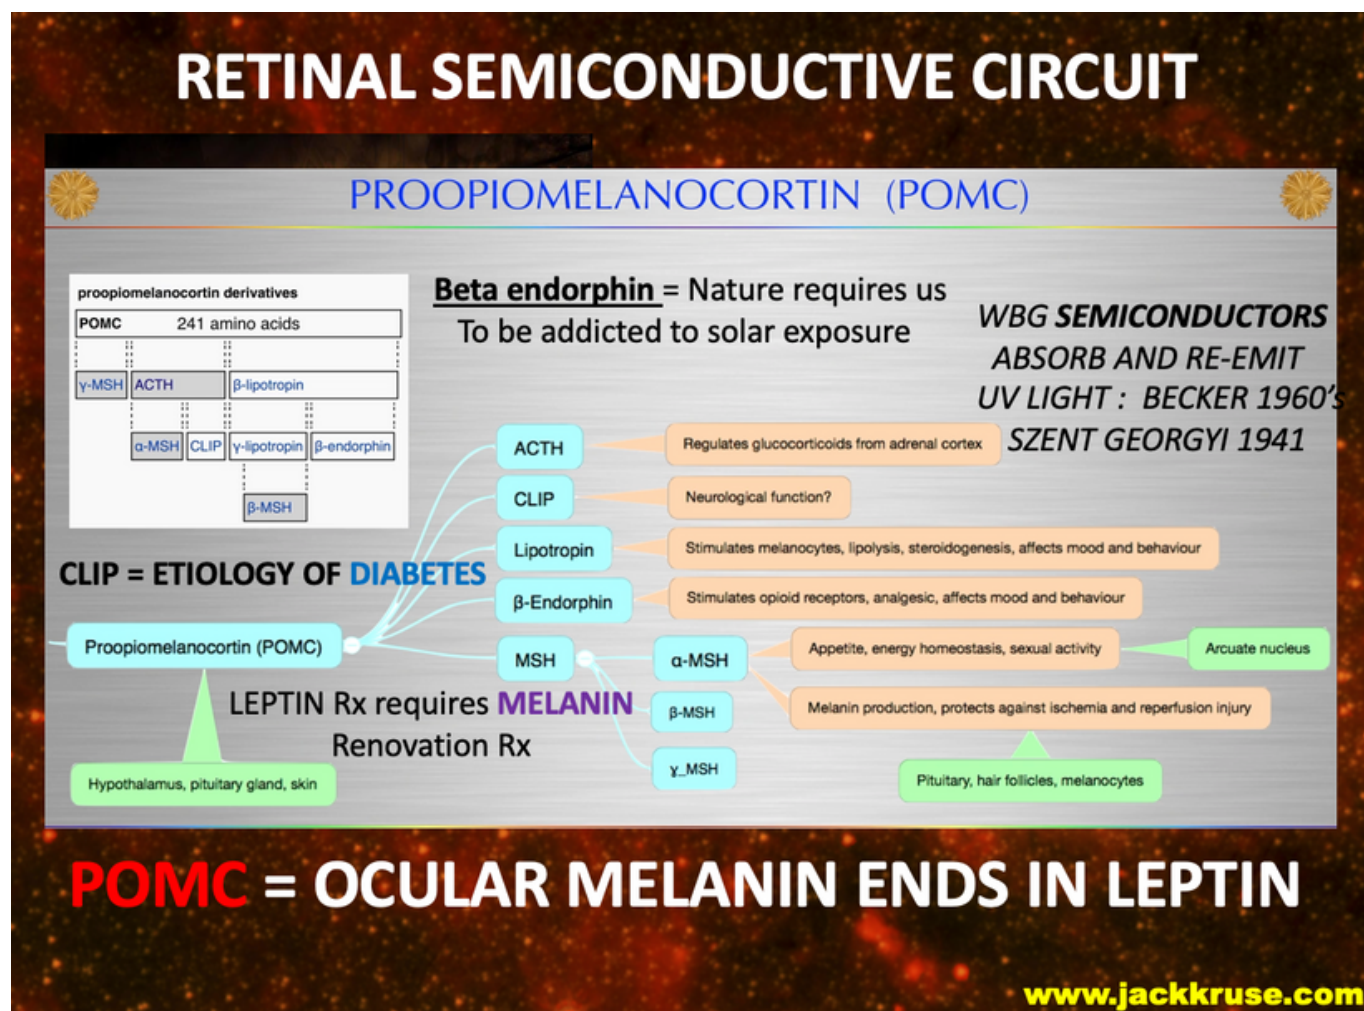 RETINAL SEMICONDUCTIVE CIRCUIT
PROOPIOMELANOCORTIN (POMC)
proopiomelanocortin derivatives
POMC 241 amino acids
γ-MSH ACTH β-lipotropin
α-MSH CLIP γ-lipotropin β-endorphin
β-MSH
Beta endorphin = Nature requires us
To be addicted to solar exposure
WBG SEMICONDUCTORS
ABSORB AND RE-EMIT
UV LIGHT : BECKER 1960's
SZENT GEORGYI 1941
ACTH
Regulates glucocorticoids from adrenal cortex
CLIP
Neurological function?
Lipotropin
Stimulates melanocytes, lipolysis, steroidogenesis, affects mood and behaviour
CLIP = ETIOLOGY OF DIABETES
β-Endorphin
Stimulates opioid receptors, analgesic, affects mood and behaviour
Proopiomelanocortin (POMC)
MSH
α-MSH
Appetite, energy homeostasis, sexual activity
Arcuate nucleus
LEPTIN Rx requires MELANIN
Renovation Rx
β-MSH
Melanin production, protects against ischemia and reperfusion injury
γ_MSH
Hypothalamus, pituitary gland, skin
Pituitary, hair follicles, melanocytes
POMC = OCULAR MELANIN ENDS IN LEPTIN
www.jackkruse.com